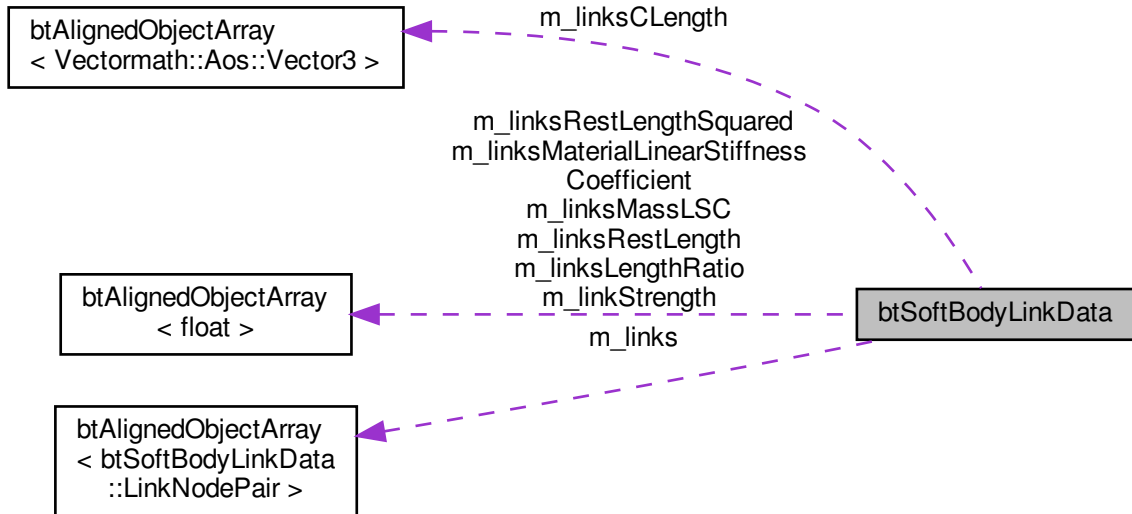 btAlignedObjectArray
< Vectormath::Aos::Vector3 >
m_linksCLength
m_linksRestLengthSquared
m_linksMaterialLinearStiffness
Coefficient
m_linksMassLSC
m_linksRestLength
m_linksLengthRatio
m_linkStrength
btAlignedObjectArray
< float >
btSoftBodyLinkData
m_links
btAlignedObjectArray
< btSoftBodyLinkData
::LinkNodePair >